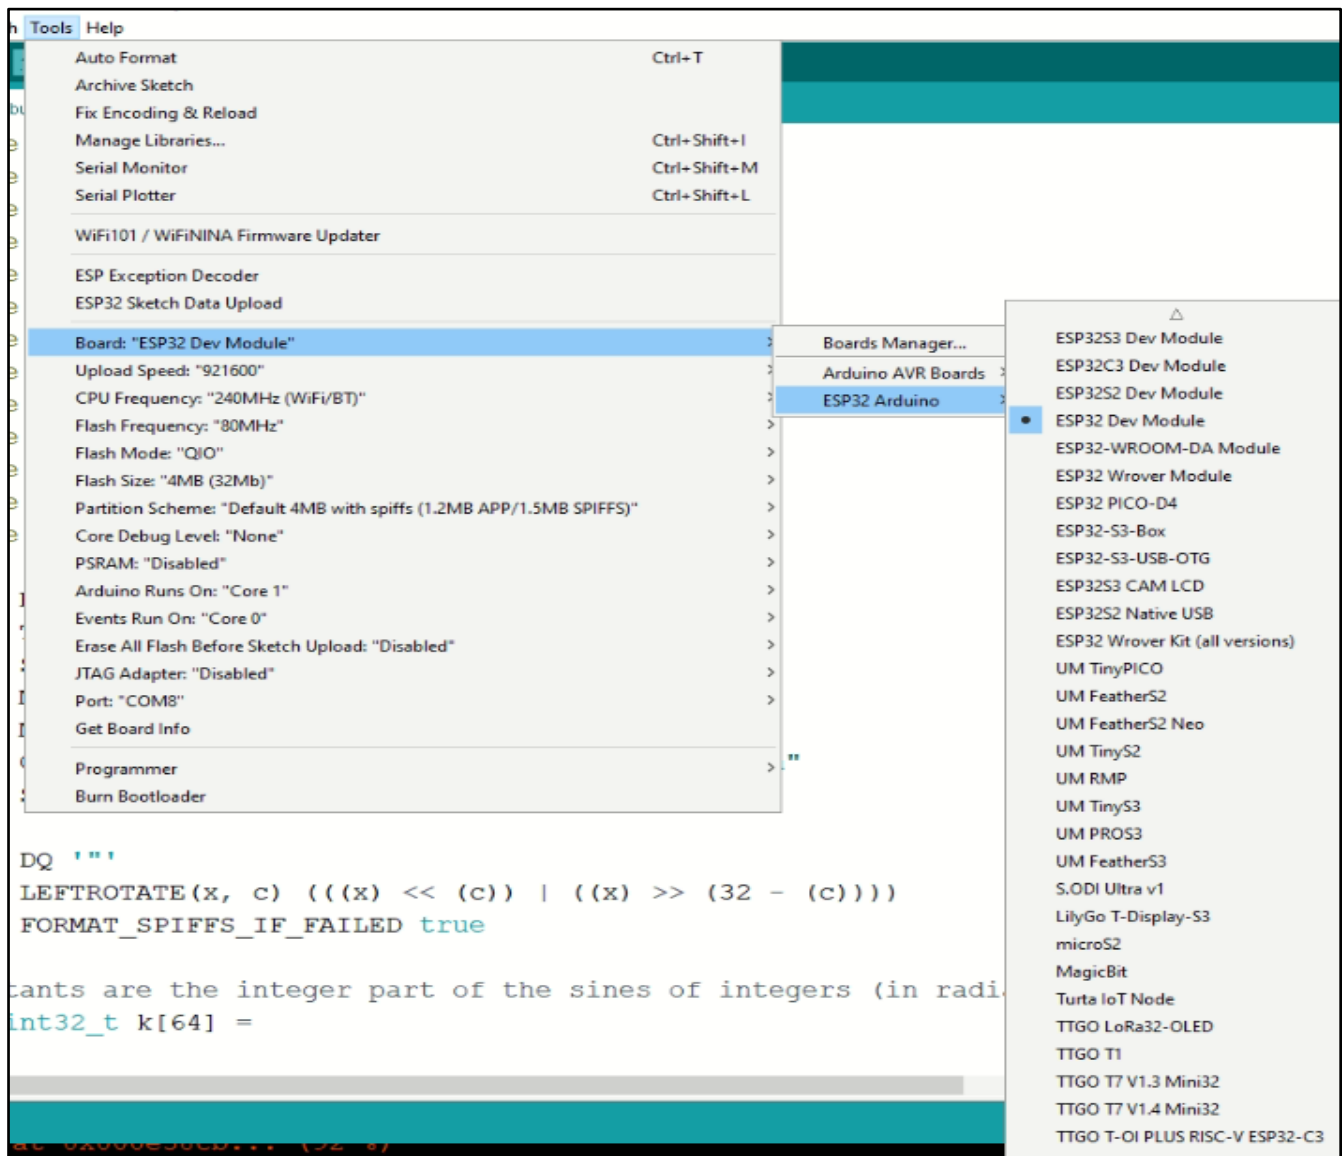 h Tools Help
Auto Format Ctrl+T
Archive Sketch
Fix Encoding & Reload
Manage Libraries... Ctrl+Shift+I
Serial Monitor Ctrl+Shift+M
Serial Plotter Ctrl+Shift+L
WiFi101 / WiFiNINA Firmware Updater
ESP Exception Decoder
ESP32 Sketch Data Upload
Board: "ESP32 Dev Module"
Upload Speed: "921600"
CPU Frequency: "240MHz (WiFi/BT)"
Flash Frequency: "80MHz"
Flash Mode: "QIO"
Flash Size: "4MB (32Mb)"
Partition Scheme: "Default 4MB with spiffs (1.2MB APP/1.5MB SPIFFS)"
Core Debug Level: "None"
PSRAM: "Disabled"
Arduino Runs On: "Core 1"
Events Run On: "Core 0"
Erase All Flash Before Sketch Upload: "Disabled"
JTAG Adapter: "Disabled"
Port: "COM8"
Get Board Info
Programmer
Burn Bootloader
Boards Manager...
Arduino AVR Boards
ESP32 Arduino
ESP32S3 Dev Module
ESP32C3 Dev Module
ESP32S2 Dev Module
ESP32 Dev Module
ESP32-WROOM-DA Module
ESP32 Wrover Module
ESP32 PICO-D4
ESP32-S3-Box
ESP32-S3-USB-OTG
ESP32S3 CAM LCD
ESP32S2 Native USB
ESP32 Wrover Kit (all versions)
UM TinyPICO
UM FeatherS2
UM FeatherS2 Neo
UM TinyS2
UM RMP
UM TinyS3
UM PROS3
UM FeatherS3
S.ODI Ultra v1
LilyGo T-Display-S3
microS2
MagicBit
Turta IoT Node
TTGO LoRa32-OLED
TTGO T1
TTGO T7 V1.3 Mini32
TTGO T7 V1.4 Mini32
TTGO T-OI PLUS RISC-V ESP32-C3
DQ '"'
LEFTROTATE(x, c) (((x) << (c)) | ((x) >> (32 - (c))))
FORMAT_SPIFFS_IF_FAILED true
tants are the integer part of the sines of integers (in radi
int32_t k[64] =